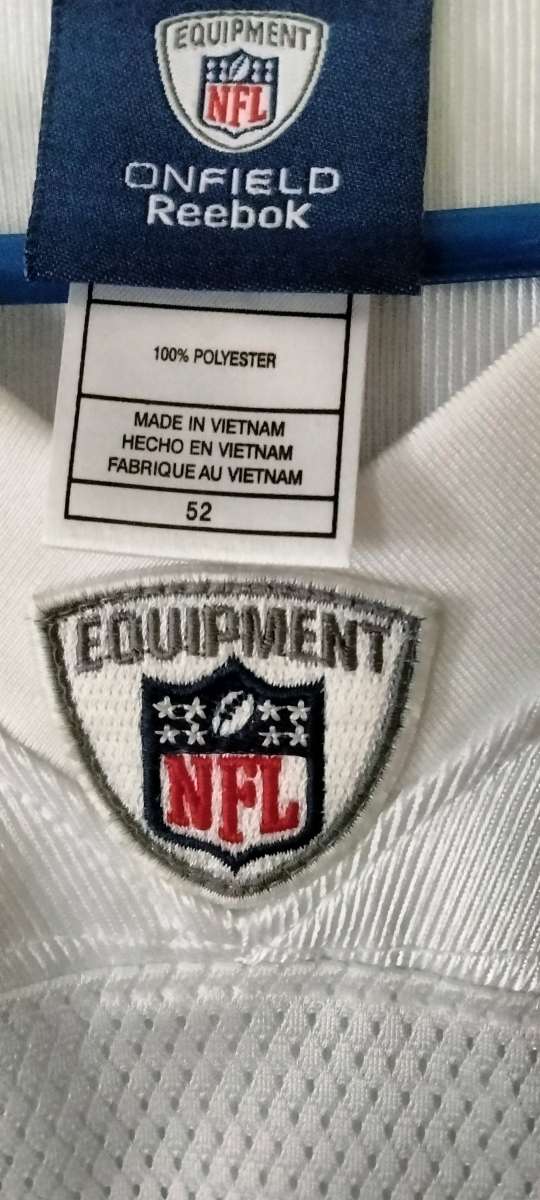 EQUIPMENT
NFL
ONFIELD
Reebok
100% POLYESTER
MADE IN VIETNAM
HECHO EN VIETNAM
FABRIQUE AU VIETNAM
52
EQUIPMENT
NFL